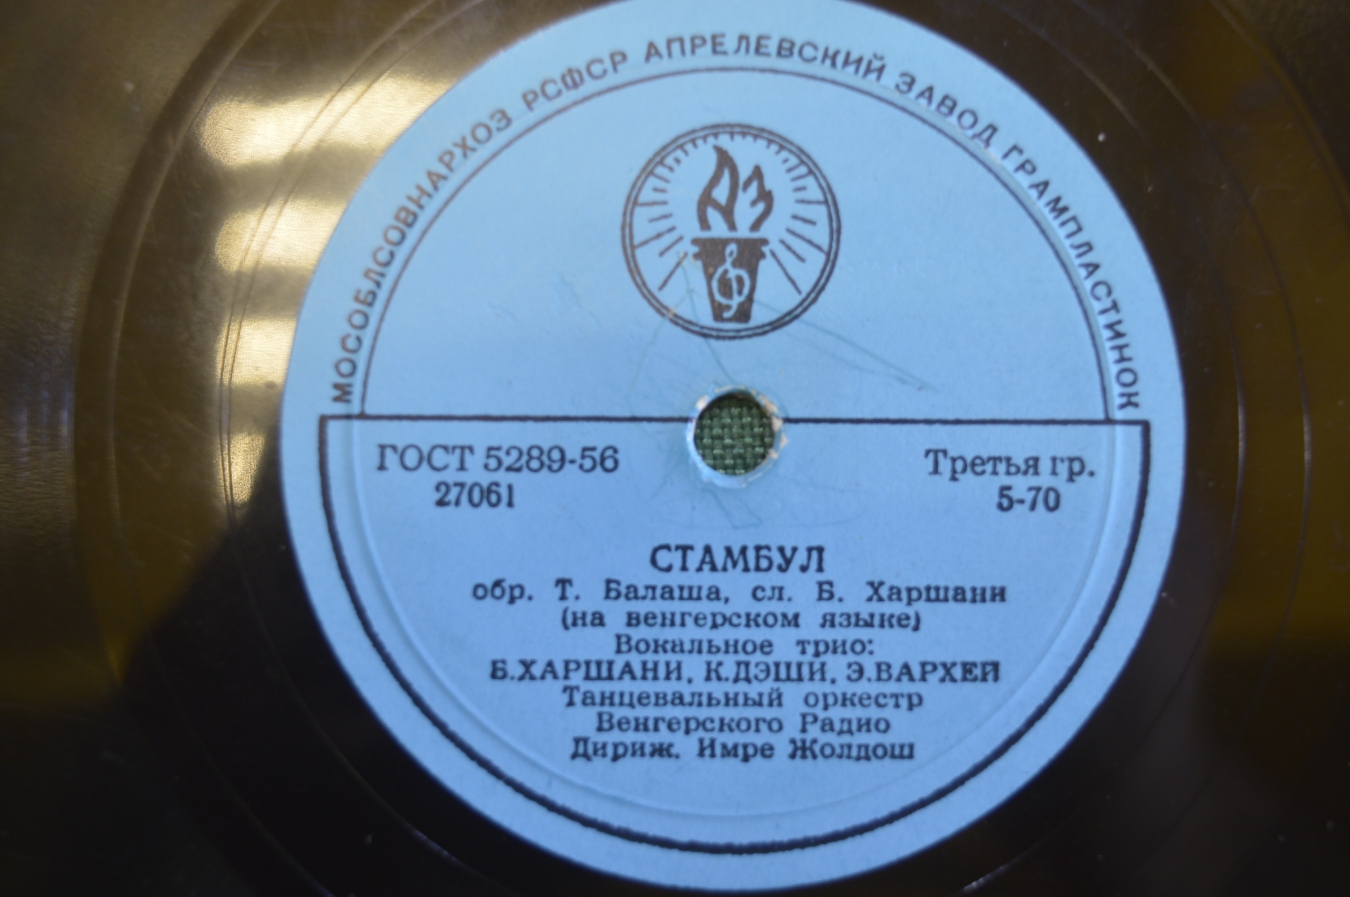 МОСОБЛСОВНАРХОЗ РСФСР АПРЕЛЕВСКИЙ ЗАВОД ГРАМПЛАСТИНОК
АЗ
ГОСТ 5289-56
27061
Третья гр.
5-70
СТАМБУЛ
обр. Т. Балаша, сл. Б. Харшани
(на венгерском языке)
Вокальное трио:
Б.ХАРШАНИ, К.ДЭШИ, Э.ВАРХЕЙ
Танцевальный оркестр
Венгерского Радио
Дириж. Имре Жолдош